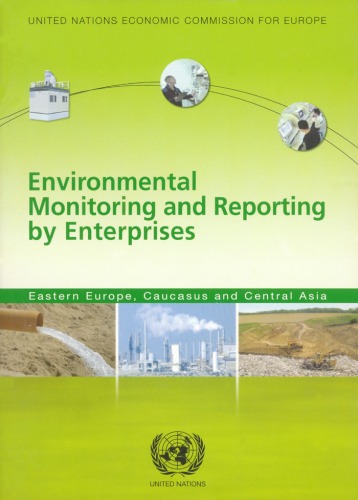 UNITED NATIONS ECONOMIC COMMISSION FOR EUROPE
Environmental
Monitoring and Reporting
by Enterprises
Eastern Europe, Caucasus and Central Asia
UNITED NATIONS